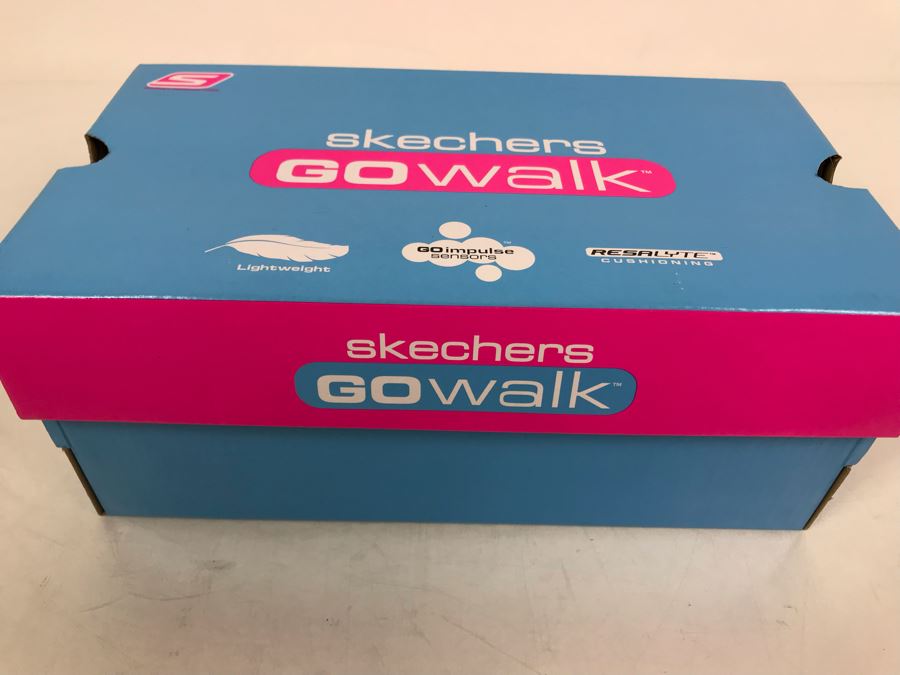 S
skechers
GOwalk™
Lightweight
GOimpulse™
sensors
RESALYTE™
CUSHIONING
skechers
GOwalk™